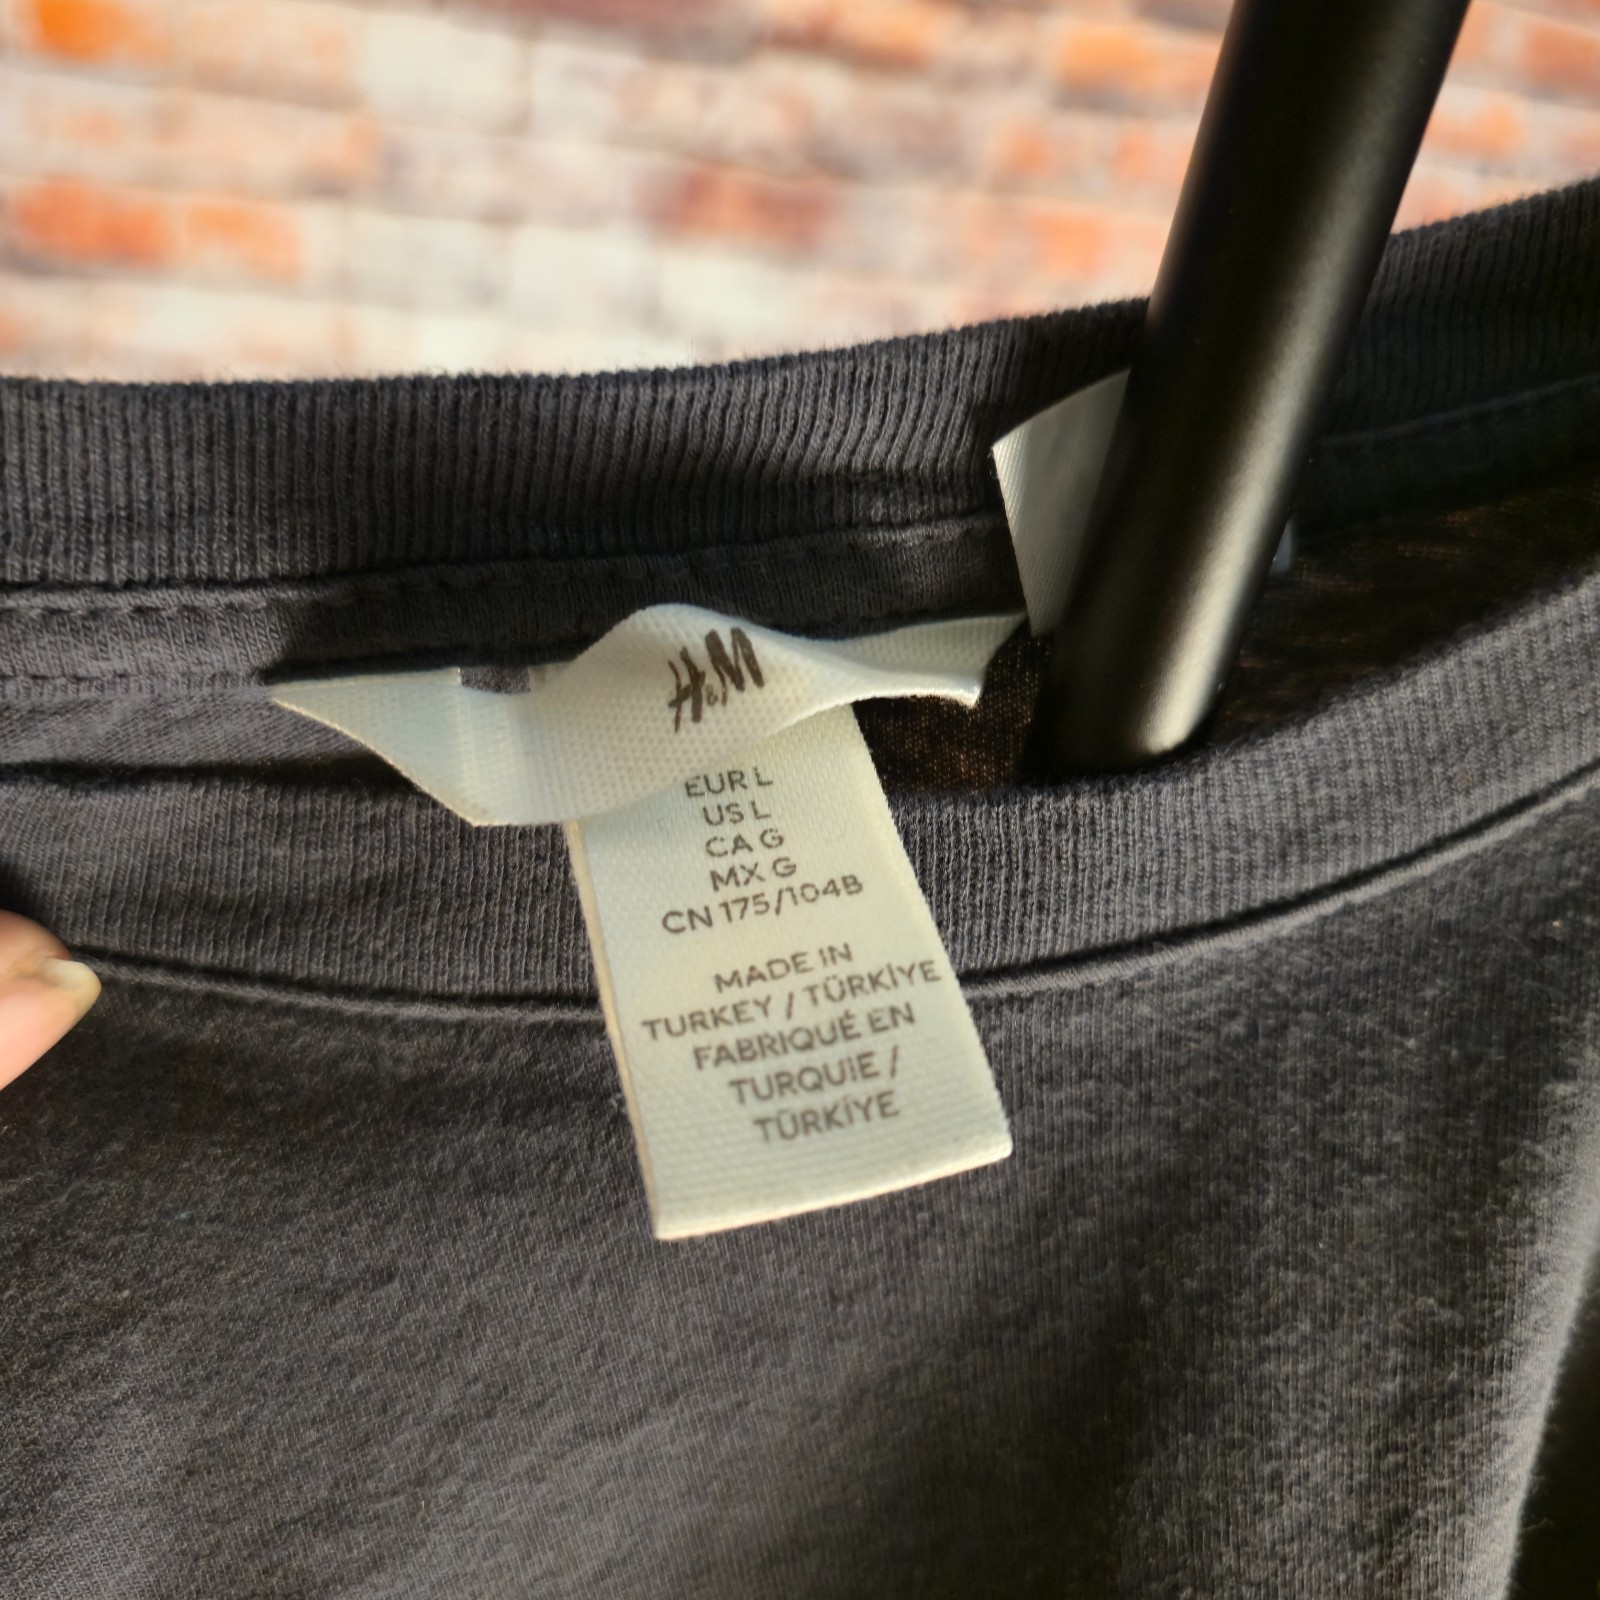 H&M
EUR L
US L
CA G
MX G
CN 175/104B
MADE IN
TURKEY / TÜRKİYE
FABRIQUÉ EN
TURQUIE /
TÜRKİYE